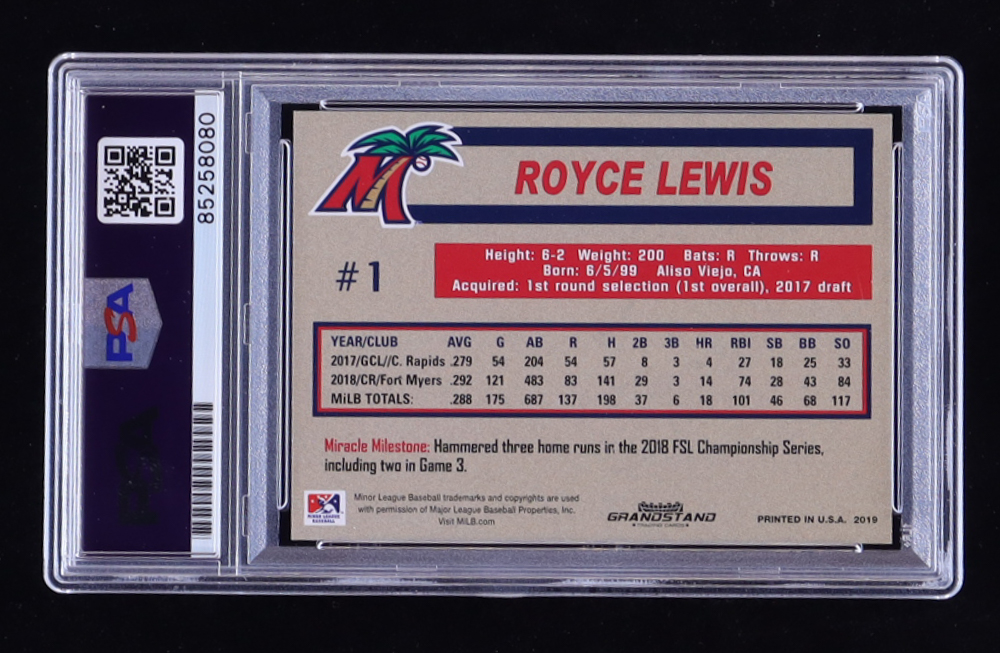 85258080
PSA
M
ROYCE LEWIS
#1
Height: 6-2 Weight: 200 Bats: R Throws: R
Born: 6/5/99 Aliso Viejo, CA
Acquired: 1st round selection (1st overall), 2017 draft
YEAR/CLUB AVG G AB R H 2B 3B HR RBI SB BB SO
2017/GCL//C. Rapids .279 54 204 54 57 8 3 4 27 18 25 33
2018/CR/Fort Myers .292 121 483 83 141 29 3 14 74 28 43 84
MiLB TOTALS: .288 175 687 137 198 37 6 18 101 46 68 117
Miracle Milestone: Hammered three home runs in the 2018 FSL Championship Series,
including two in Game 3.
MINOR LEAGUE
BASEBALL
Minor League Baseball trademarks and copyrights are used
with permission of Major League Baseball Properties, Inc.
Visit MiLB.com
GRANDSTAND
TRADING CARDS
PRINTED IN U.S.A. 2019
PSA